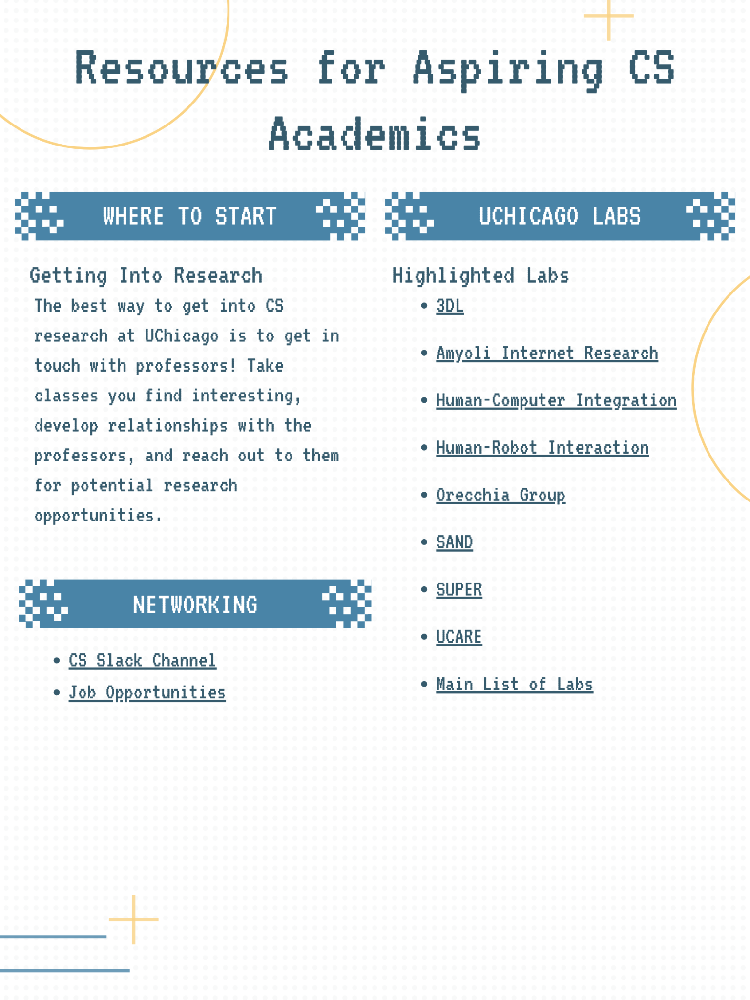 Resources for Aspiring CS
Academics
WHERE TO START
Getting Into Research
The best way to get into CS
research at UChicago is to get in
touch with professors! Take
classes you find interesting,
develop relationships with the
professors, and reach out to them
for potential research
opportunities.
NETWORKING
• CS Slack Channel
• Job Opportunities
UCHICAGO LABS
Highlighted Labs
• 3DL
• Amyoli Internet Research
• Human-Computer Integration
• Human-Robot Interaction
• Orecchia Group
• SAND
• SUPER
• UCARE
• Main List of Labs